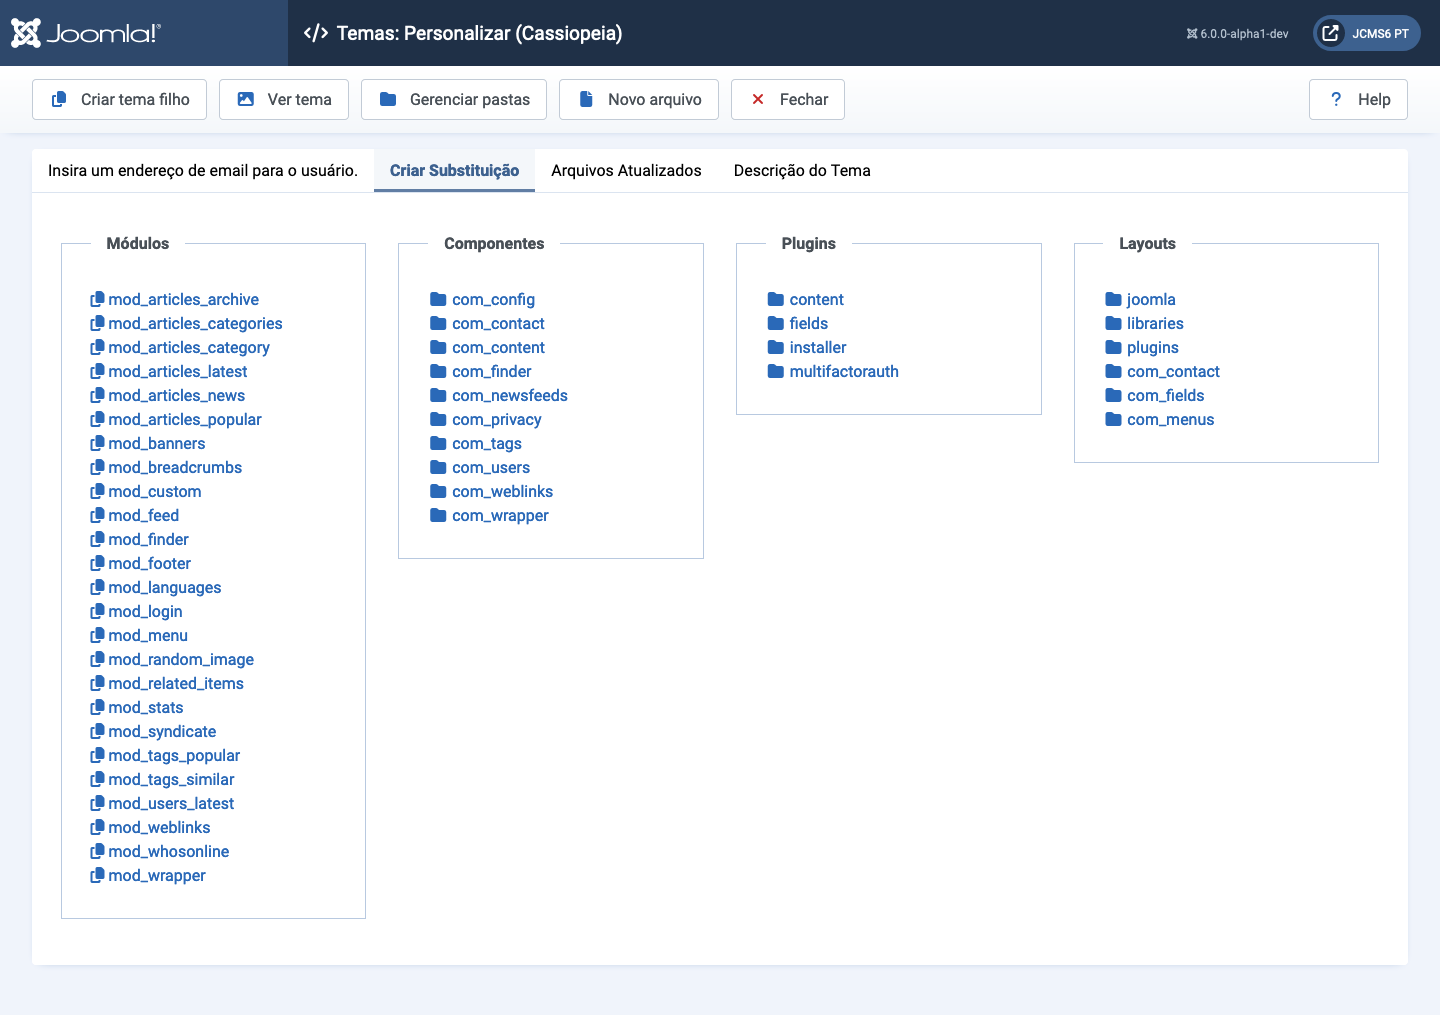 Joomla!®
Temas: Personalizar (Cassiopeia)
6.0.0-alpha1-dev
JCMS6 PT
Criar tema filho
Ver tema
Gerenciar pastas
Novo arquivo
Fechar
Help
Insira um endereço de email para o usuário.
Criar Substituição
Arquivos Atualizados
Descrição do Tema
Módulos
mod_articles_archive
mod_articles_categories
mod_articles_category
mod_articles_latest
mod_articles_news
mod_articles_popular
mod_banners
mod_breadcrumbs
mod_custom
mod_feed
mod_finder
mod_footer
mod_languages
mod_login
mod_menu
mod_random_image
mod_related_items
mod_stats
mod_syndicate
mod_tags_popular
mod_tags_similar
mod_users_latest
mod_weblinks
mod_whosonline
mod_wrapper
Componentes
com_config
com_contact
com_content
com_finder
com_newsfeeds
com_privacy
com_tags
com_users
com_weblinks
com_wrapper
Plugins
content
fields
installer
multifactorauth
Layouts
joomla
libraries
plugins
com_contact
com_fields
com_menus